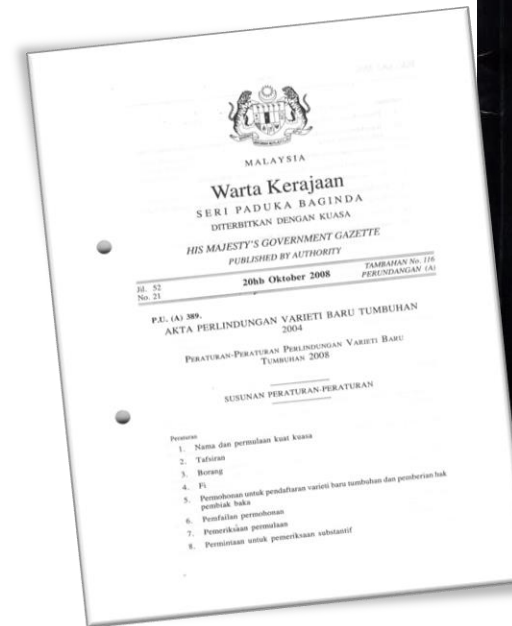 MALAYSIA
Warta Kerajaan
SERI PADUKA BAGINDA
DITERBITKAN DENGAN KUASA
HIS MAJESTY'S GOVERNMENT GAZETTE
PUBLISHED BY AUTHORITY
Jil. 52
No. 21
20hb Oktober 2008
TAMBAHAN No. 116
PERUNDANGAN (A)
P.U. (A) 389.
AKTA PERLINDUNGAN VARIETI BARU TUMBUHAN
2004
PERATURAN-PERATURAN PERLINDUNGAN VARIETI BARU
TUMBUHAN 2008
SUSUNAN PERATURAN-PERATURAN
Peraturan
1. Nama dan permulaan kuat kuasa
2. Tafsiran
3. Borang
4. Fi
5. Permohonan untuk pendaftaran varieti baru tumbuhan dan pemberian hak
pembiak baka
6. Pemfailan permohonan
7. Pemeriksaan permulaan
8. Permintaan untuk pemeriksaan substantif